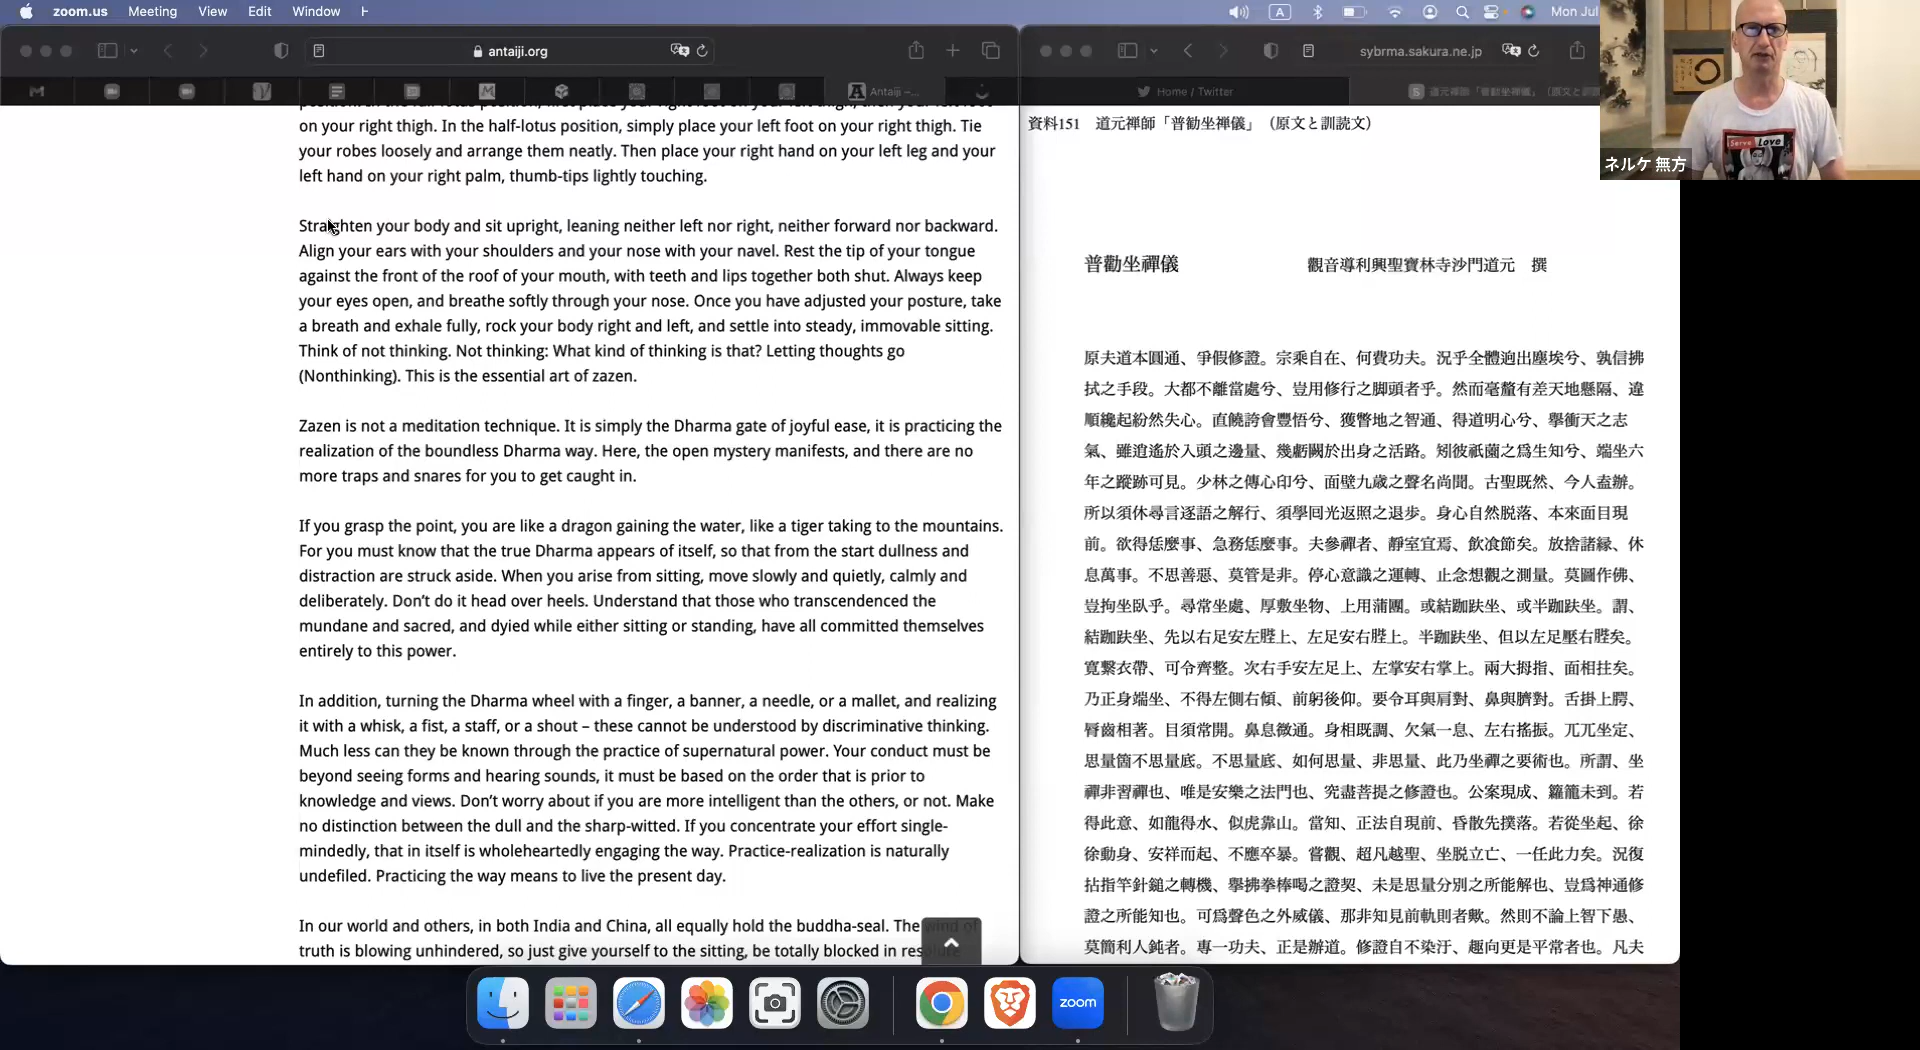 zoom.us Meeting View Edit Window H
A
Mon Jul
antaiji.org
sybrma.sakura.ne.jp
Antaiji –...
Home / Twitter
on your right thigh. In the half-lotus position, simply place your left foot on your right thigh. Tie
your robes loosely and arrange them neatly. Then place your right hand on your left leg and your
left hand on your right palm, thumb-tips lightly touching.
Straighten your body and sit upright, leaning neither left nor right, neither forward nor backward.
Align your ears with your shoulders and your nose with your navel. Rest the tip of your tongue
against the front of the roof of your mouth, with teeth and lips together both shut. Always keep
your eyes open, and breathe softly through your nose. Once you have adjusted your posture, take
a breath and exhale fully, rock your body right and left, and settle into steady, immovable sitting.
Think of not thinking. Not thinking: What kind of thinking is that? Letting thoughts go
(Nonthinking). This is the essential art of zazen.
Zazen is not a meditation technique. It is simply the Dharma gate of joyful ease, it is practicing the
realization of the boundless Dharma way. Here, the open mystery manifests, and there are no
more traps and snares for you to get caught in.
If you grasp the point, you are like a dragon gaining the water, like a tiger taking to the mountains.
For you must know that the true Dharma appears of itself, so that from the start dullness and
distraction are struck aside. When you arise from sitting, move slowly and quietly, calmly and
deliberately. Don’t do it head over heels. Understand that those who transcendenced the
mundane and sacred, and dyied while either sitting or standing, have all committed themselves
entirely to this power.
In addition, turning the Dharma wheel with a finger, a banner, a needle, or a mallet, and realizing
it with a whisk, a fist, a staff, or a shout – these cannot be understood by discriminative thinking.
Much less can they be known through the practice of supernatural power. Your conduct must be
beyond seeing forms and hearing sounds, it must be based on the order that is prior to
knowledge and views. Don’t worry about if you are more intelligent than the others, or not. Make
no distinction between the dull and the sharp-witted. If you concentrate your effort single-
mindedly, that in itself is wholeheartedly engaging the way. Practice-realization is naturally
undefiled. Practicing the way means to live the present day.
In our world and others, in both India and China, all equally hold the buddha-seal. The wind of
truth is blowing unhindered, so just give yourself to the sitting, be totally blocked in resolute
資料151 道元禅師「普勧坐禅儀」（原文と訓読文）
普勸坐禪儀 觀音導利興聖寶林寺沙門道元 撰
原夫道本圓通、爭假修證。宗乘自在、何費功夫。況乎全體逈出塵埃兮、孰信拂
拭之手段。大都不離當處兮、豈用修行之脚頭者乎。然而毫釐有差天地懸隔、違
順纔起紛然失心。直饒誇會豐悟兮、獲瞥地之智通、得道明心兮、擧衝天之志
氣、雖逍遙於入頭之邊量、幾虧闕於出身之活路。矧彼祇薗之爲生知兮、端坐六
年之蹤跡可見。少林之傳心印兮、面壁九歳之聲名尚聞。古聖既然、今人盍辦。
所以須休尋言逐語之解行、須學囘光返照之退步。身心自然脱落、本來面目現
前。欲得恁麼事、急務恁麼事。夫參禪者、靜室宜焉、飮飡節矣。放捨諸緣、休
息萬事。不思善惡、莫管是非。停心意識之運轉、止念想觀之測量。莫圖作佛、
豈拘坐臥乎。尋常坐處、厚敷坐物、上用蒲團。或結跏趺坐、或半跏趺坐。謂、
結跏趺坐、先以右足安左䏶上、左足安右䏶上。半跏趺坐、但以左足壓右䏶矣。
寛繫衣帶、可令齊整。次右手安左足上、左掌安右掌上。兩大拇指、面相拄矣。
乃正身端坐、不得左側右傾、前躬後仰。要令耳與肩對、鼻與臍對。舌掛上腭、
脣齒相著。目須常開。鼻息微通。身相既調、欠氣一息、左右搖振。兀兀坐定、
思量箇不思量底。不思量底、如何思量、非思量、此乃坐禪之要術也。所謂、坐
禪非習禪也、唯是安樂之法門也、究盡菩提之修證也。公案現成、籮籠未到。若
得此意、如龍得水、似虎靠山。當知、正法自現前、昏散先撲落。若從坐起、徐
徐動身、安祥而起、不應卒暴。嘗觀、超凡越聖、坐脱立亡、一任此力矣。況復
拈指竿針鎚之轉機、擧拂拳棒喝之證契、未是思量分別之所能解也、豈爲神通修
證之所能知也。可爲聲色之外威儀、那非知見前軌則者歟。然則不論上智下愚、
莫簡利人鈍者。專一功夫、正是辦道。修證自不染汙、趣向更是平常者也。凡夫
ネルケ 無方
Serve Love
zoom